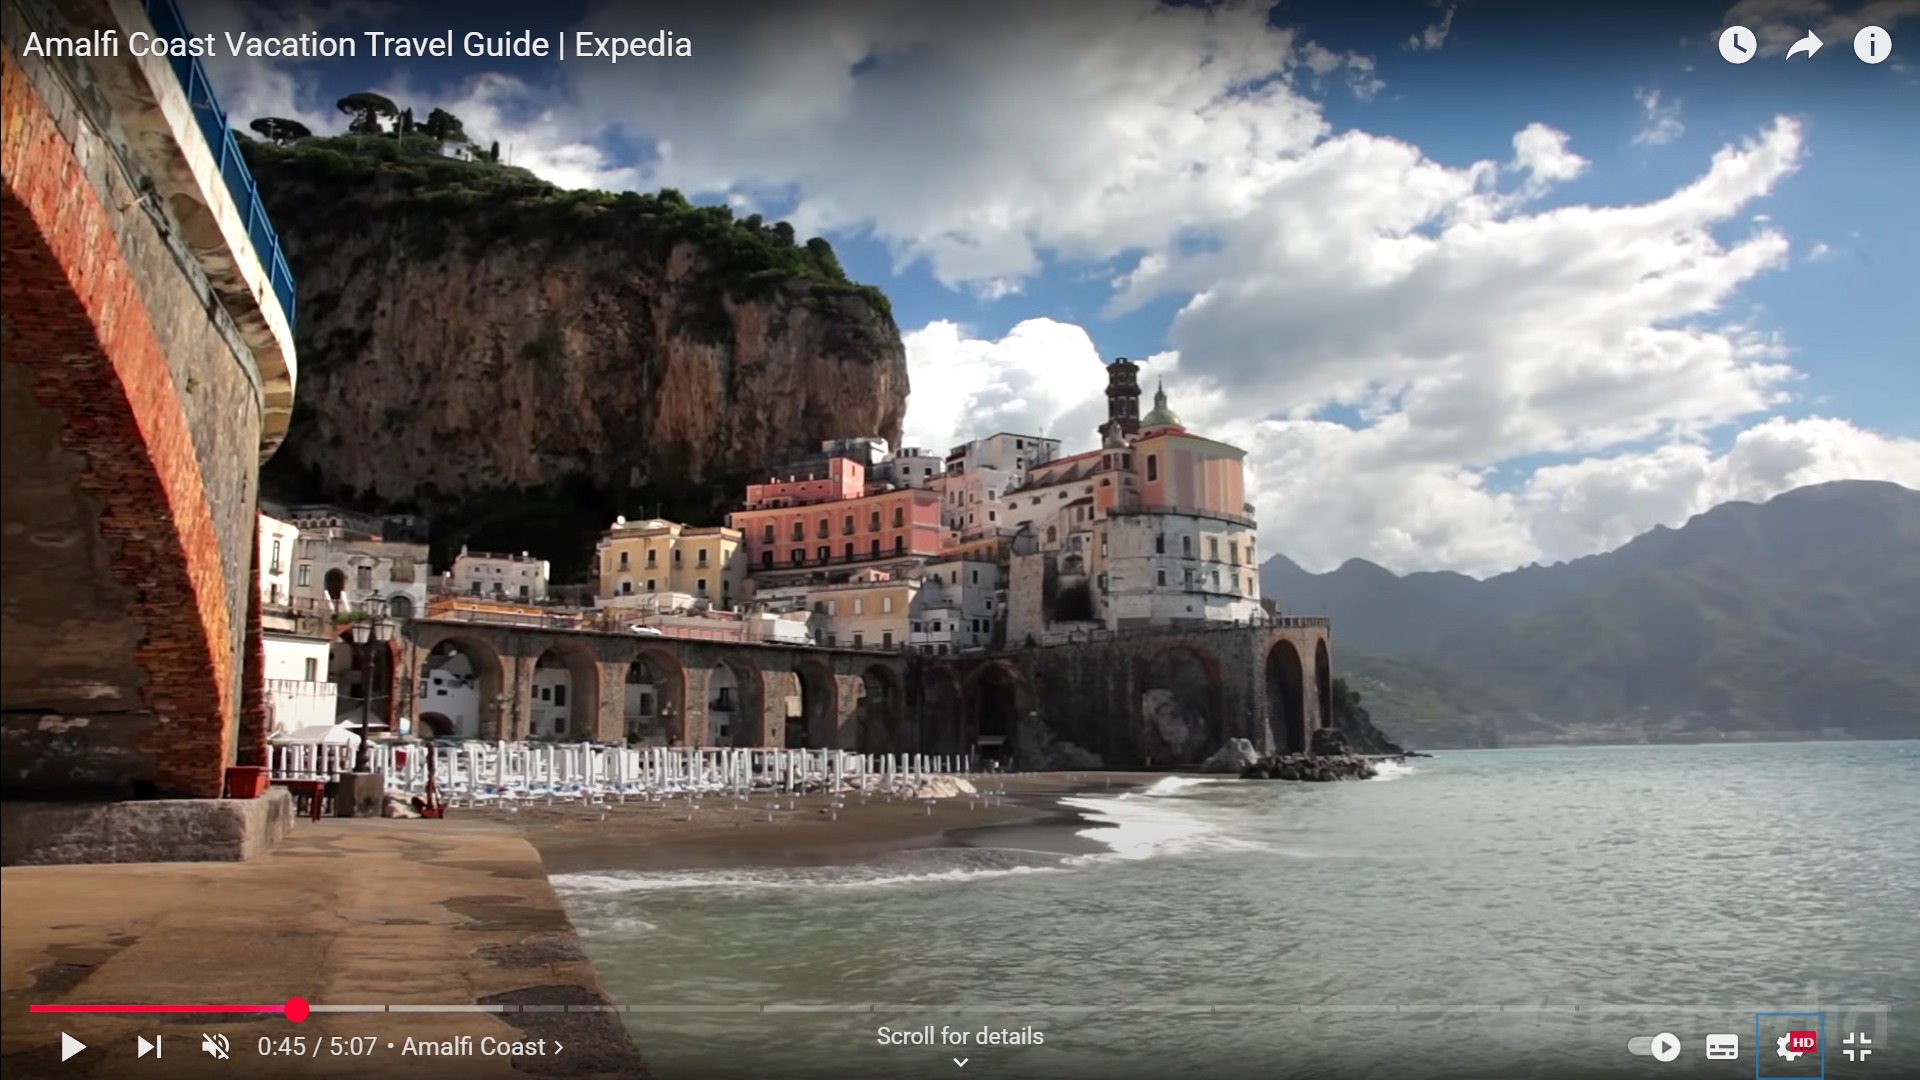 Amalfi Coast Vacation Travel Guide | Expedia
Scroll for details
0:45 / 5:07 • Amalfi Coast
HD